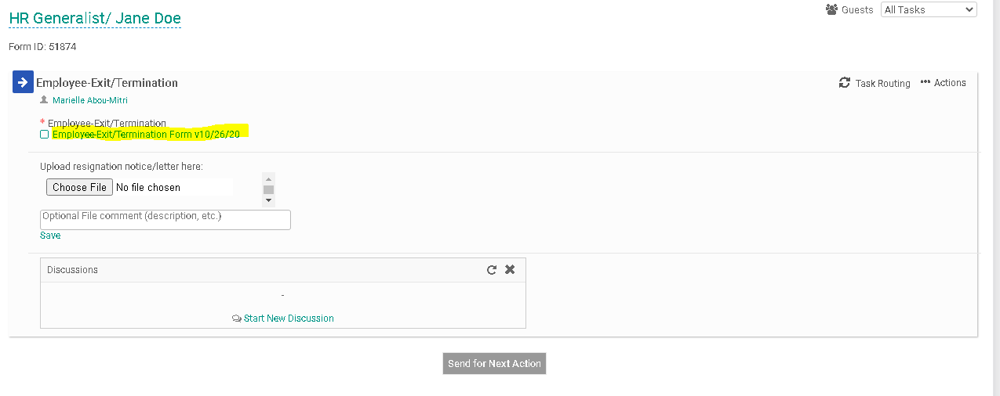 HR Generalist/ Jane Doe
Guests
All Tasks
Form ID: 51874
Employee-Exit/Termination
Task Routing
••• Actions
Marielle Abou-Mitri
* Employee-Exit/Termination
Employee-Exit/Termination Form v10/26/20
Upload resignation notice/letter here:
Choose File No file chosen
Optional File comment (description, etc.)
Save
Discussions
-
Start New Discussion
Send for Next Action